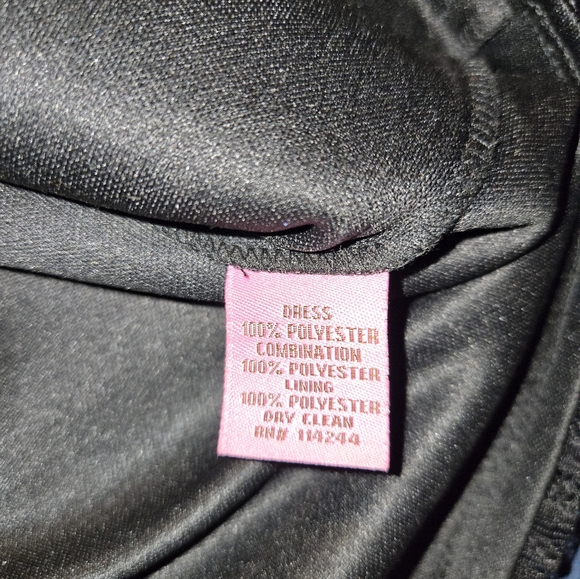 DRESS
100% POLYESTER
COMBINATION
100% POLYESTER
LINING
100% POLYESTER
DRY CLEAN
RN# 114244